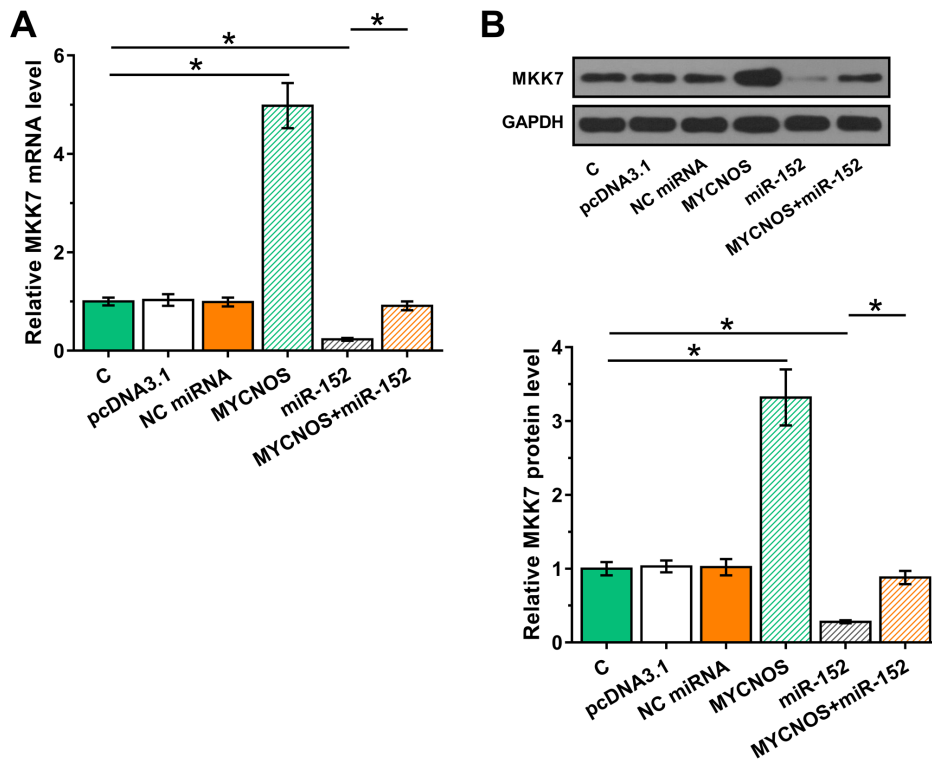 A
*
*
*
Relative MKK7 mRNA level
6
4
2
0
C
pcDNA3.1
NC miRNA
MYCNOS
miR-152
MYCNOS+miR-152
B
MKK7
GAPDH
C
pcDNA3.1
NC miRNA
MYCNOS
miR-152
MYCNOS+miR-152
*
*
*
Relative MKK7 protein level
4
3
2
1
0
C
pcDNA3.1
NC miRNA
MYCNOS
miR-152
MYCNOS+miR-152